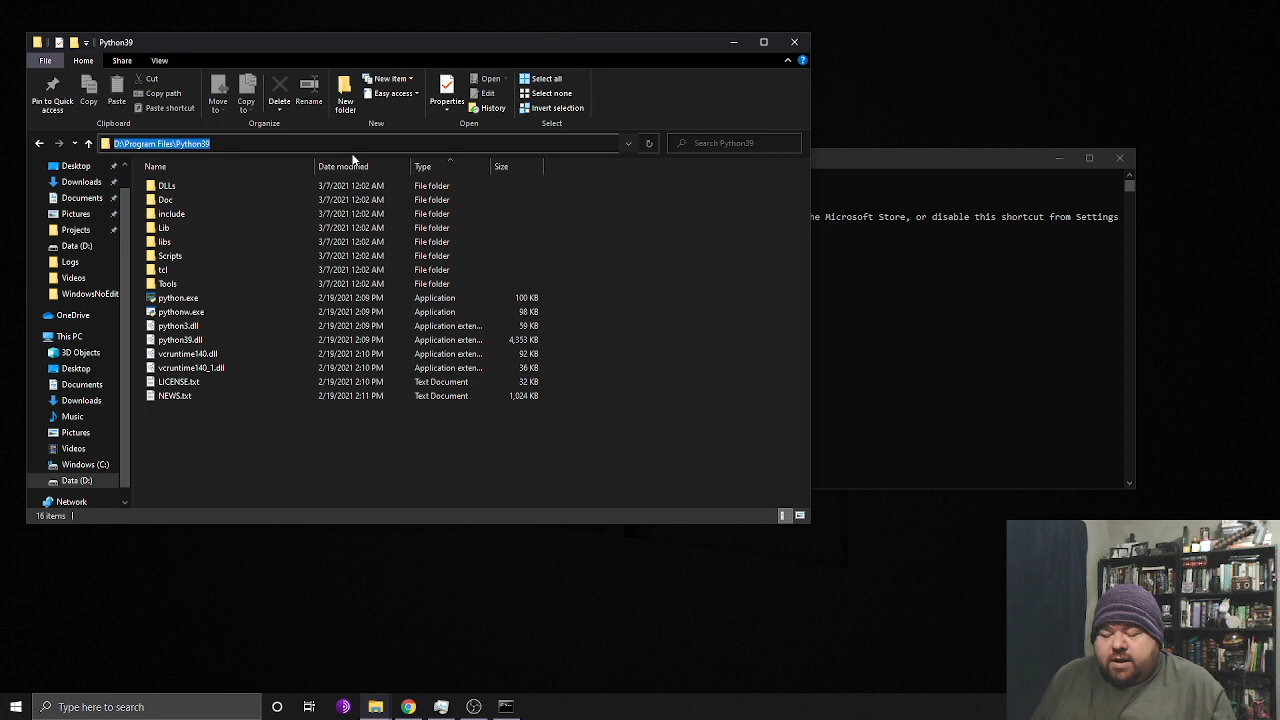 Python39
File
Home
Share
View
Pin to Quick access
Copy
Paste
Cut
Copy path
Paste shortcut
Clipboard
Move to
Copy to
Delete
Rename
Organize
New folder
New item
Easy access
New
Properties
Open
Edit
History
Open
Select all
Select none
Invert selection
Select
D:\Program Files\Python39
Search Python39
Desktop
Downloads
Documents
Pictures
Projects
Data (D:)
Logs
Videos
WindowsNoEdit
OneDrive
This PC
3D Objects
Desktop
Documents
Downloads
Music
Pictures
Videos
Windows (C:)
Data (D:)
Network
Name Date modified Type Size
DLLs 3/7/2021 12:02 AM File folder
Doc 3/7/2021 12:02 AM File folder
include 3/7/2021 12:02 AM File folder
Lib 3/7/2021 12:02 AM File folder
libs 3/7/2021 12:02 AM File folder
Scripts 3/7/2021 12:02 AM File folder
tcl 3/7/2021 12:02 AM File folder
Tools 3/7/2021 12:02 AM File folder
python.exe 2/19/2021 2:09 PM Application 100 KB
pythonw.exe 2/19/2021 2:09 PM Application 98 KB
python3.dll 2/19/2021 2:09 PM Application exten... 59 KB
python39.dll 2/19/2021 2:09 PM Application exten... 4,353 KB
vcruntime140.dll 2/19/2021 2:10 PM Application exten... 92 KB
vcruntime140_1.dll 2/19/2021 2:10 PM Application exten... 36 KB
LICENSE.txt 2/19/2021 2:10 PM Text Document 32 KB
NEWS.txt 2/19/2021 2:11 PM Text Document 1,024 KB
16 items
he Microsoft Store, or disable this shortcut from Settings
Type here to search